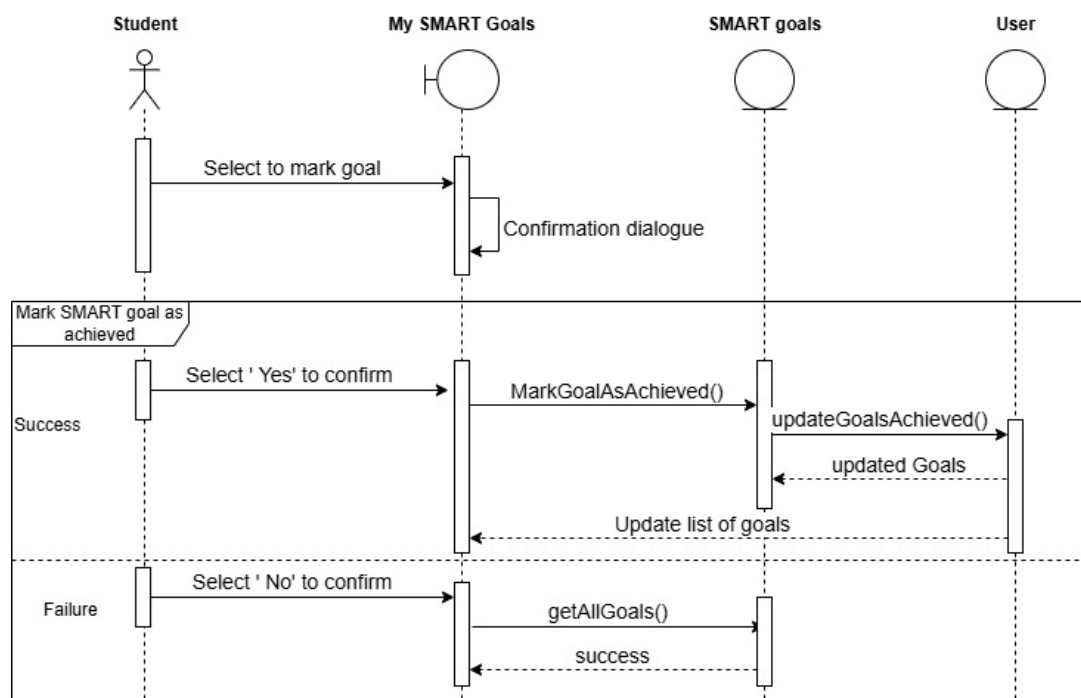 Student
My SMART Goals
SMART goals
User
Select to mark goal
Confirmation dialogue
Mark SMART goal as
achieved
Select ' Yes' to confirm
MarkGoalAsAchieved()
Success
updateGoalsAchieved()
updated Goals
Update list of goals
Select ' No' to confirm
Failure
getAllGoals()
success